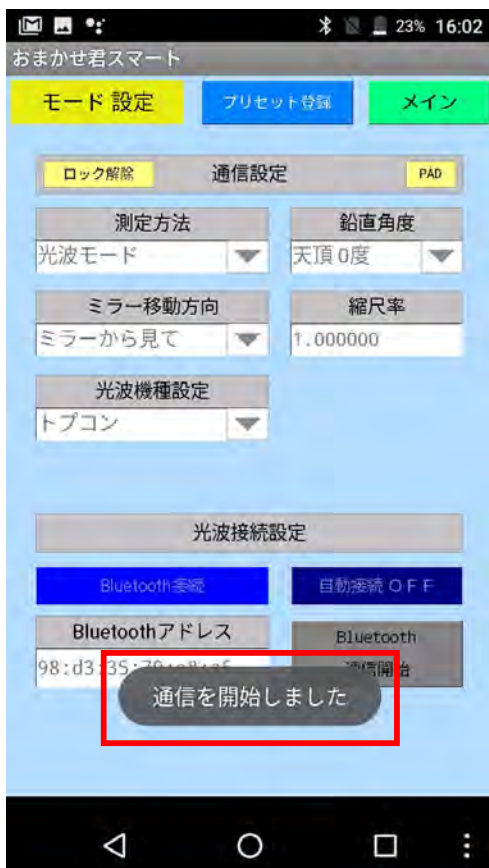 23% 16:02
おまかせ君スマート
モード 設定 プリセット登録 メイン
ロック解除 通信設定 PAD
測定方法 鉛直角度
光波モード 天頂0度
ミラー移動方向 縮尺率
ミラーから見て 1.000000
光波機種設定
トプコン
光波接続設定
Bluetooth接続 自動接続 OFF
Bluetoothアドレス Bluetooth
98:d3:35: 通信開始
通信を開始しました